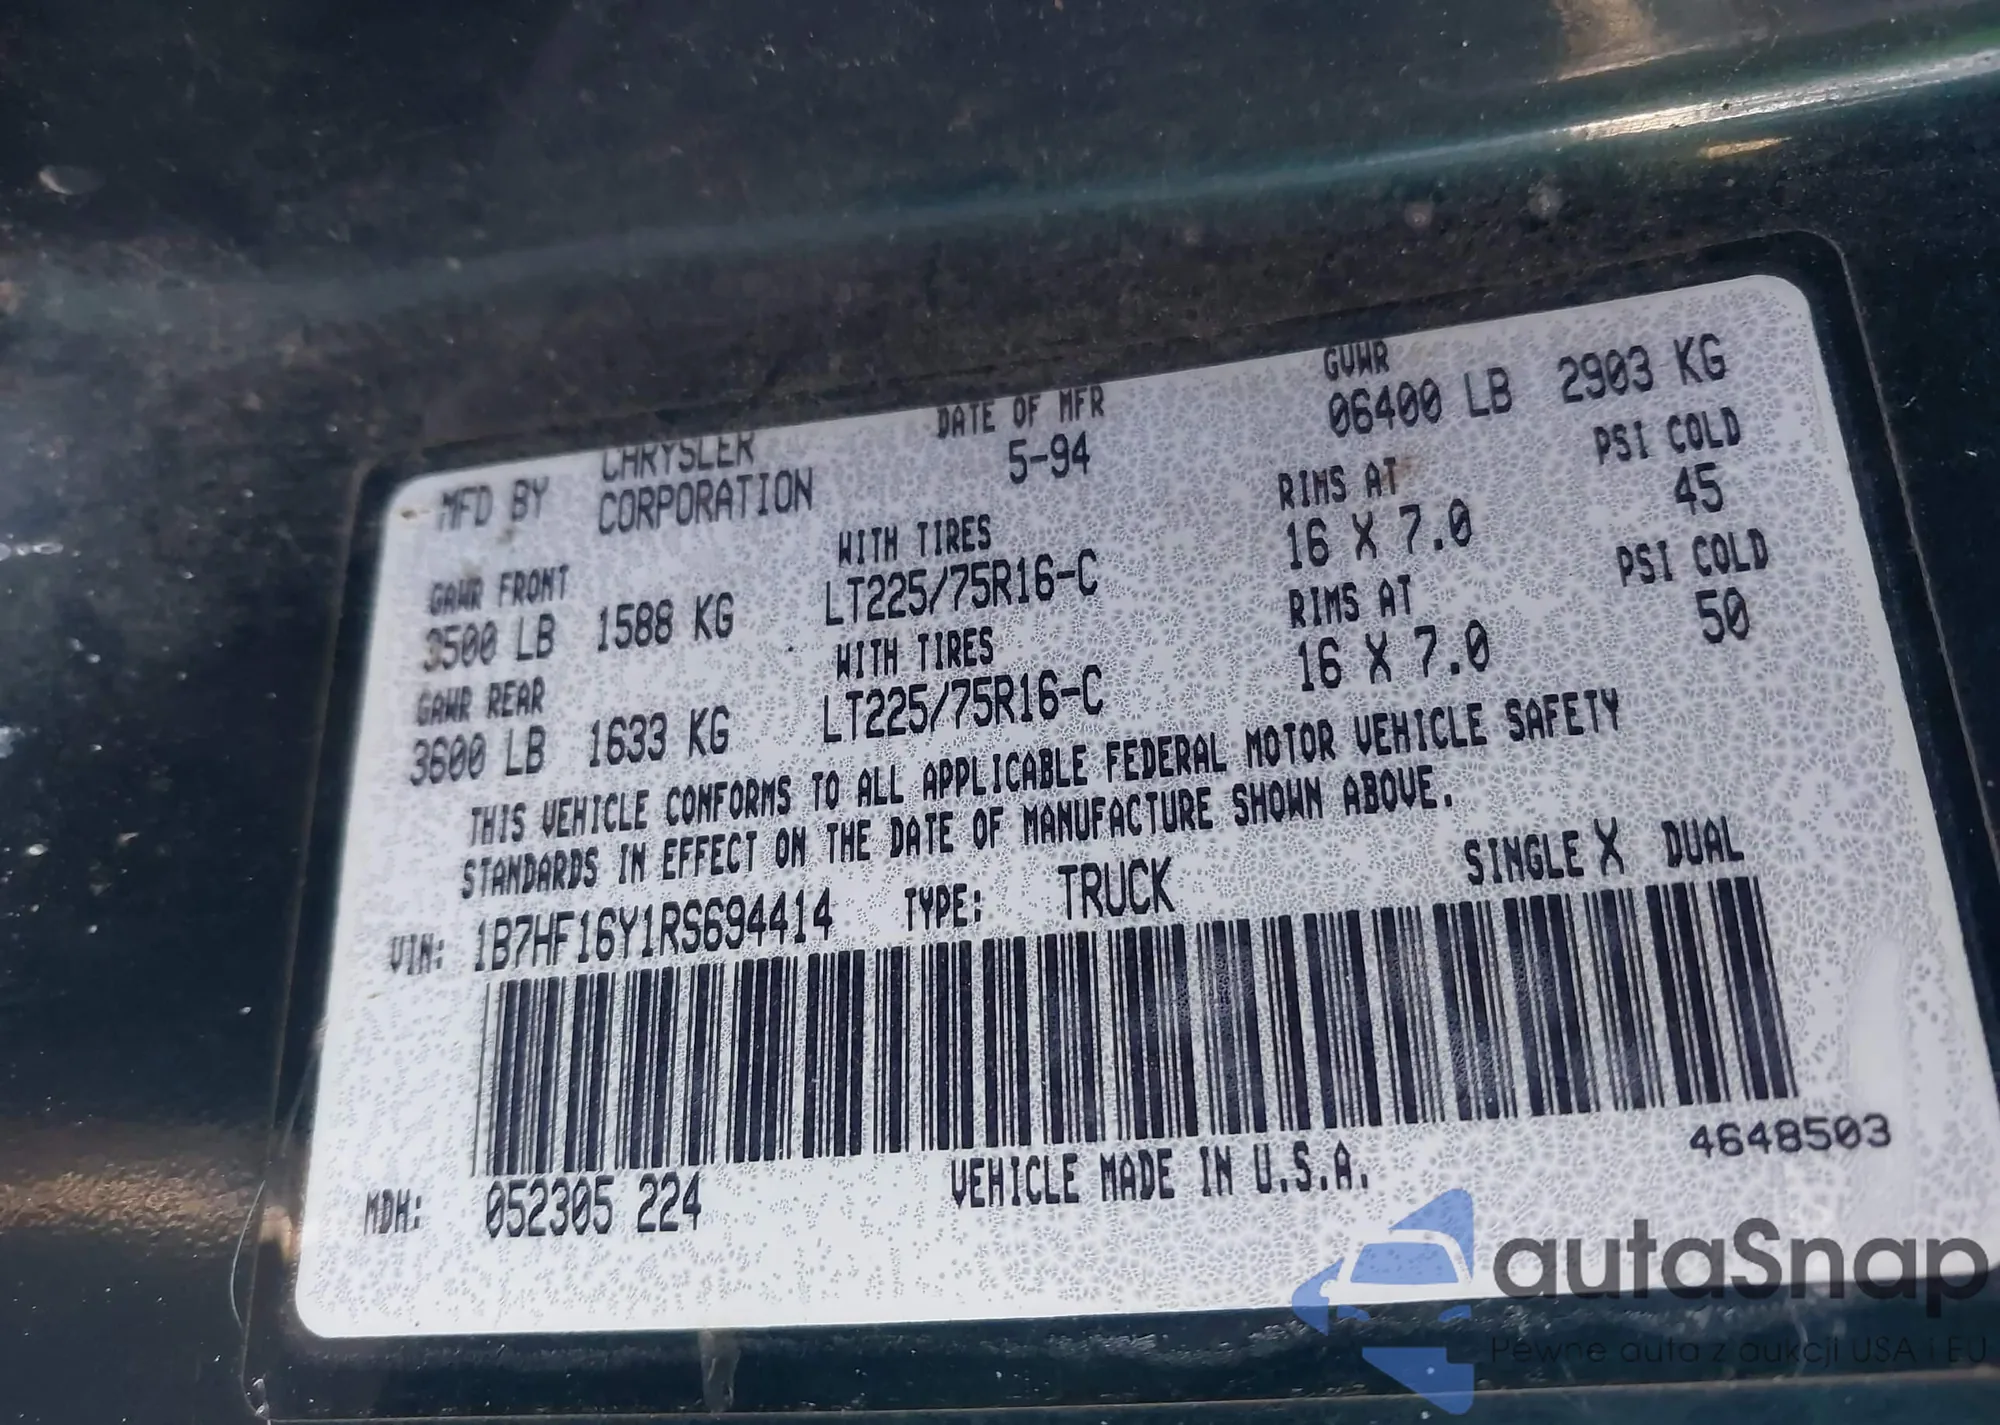 MFD BY CHRYSLER CORPORATION DATE OF MFR 5-94 GVWR 06400 LB 2903 KG
GAWR FRONT WITH TIRES RIMS AT PSI COLD
3500 LB 1588 KG LT225/75R16-C 16 X 7.0 45
GAWR REAR WITH TIRES RIMS AT PSI COLD
3600 LB 1633 KG LT225/75R16-C 16 X 7.0 50
THIS VEHICLE CONFORMS TO ALL APPLICABLE FEDERAL MOTOR VEHICLE SAFETY
STANDARDS IN EFFECT ON THE DATE OF MANUFACTURE SHOWN ABOVE.
VIN: 1B7HF16Y1RS694414 TYPE: TRUCK SINGLE X DUAL
MDH: 052305 224 VEHICLE MADE IN U.S.A. 4648503
autaSnap
Pewne auta z aukcji USA i EU